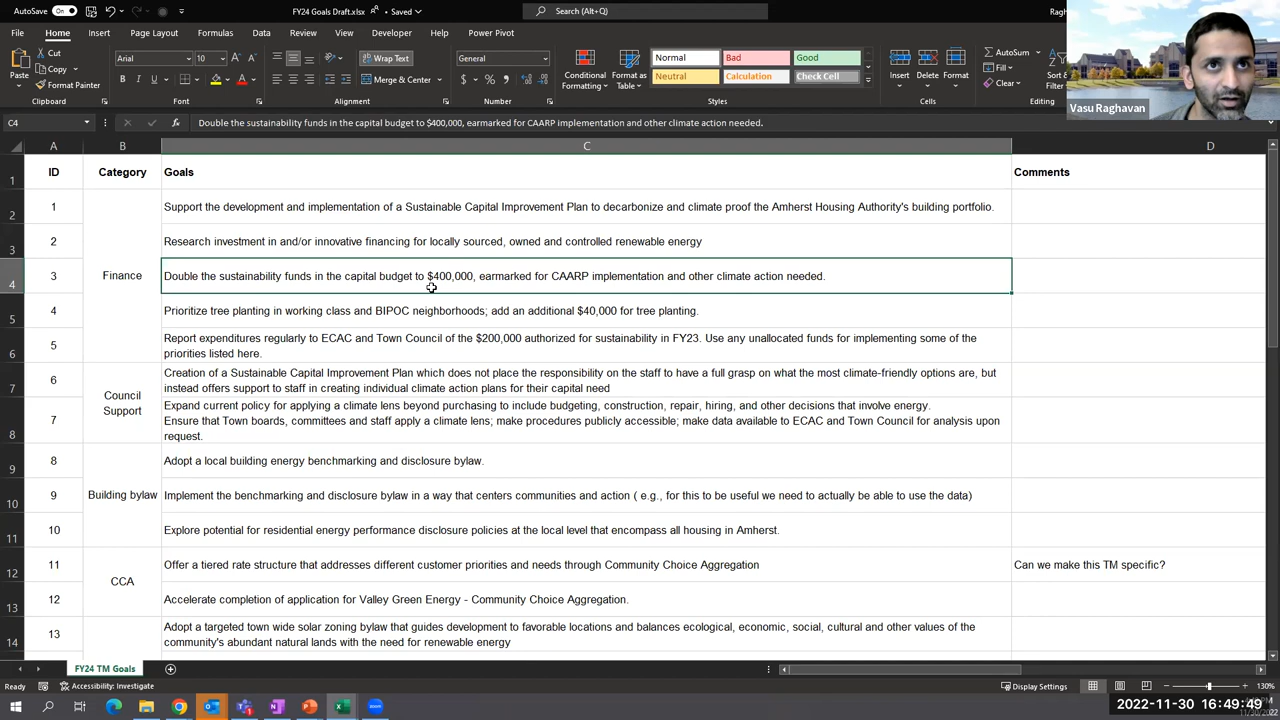 AutoSave On FY24 Goals Draft.xlsx • Saved Search (Alt+Q) Ragh
File Home Insert Page Layout Formulas Data Review View Developer Help Power Pivot
Paste Cut Copy Format Painter Clipboard
Arial 10 B I U Font
Wrap Text Merge & Center Alignment
General $ % Number
Conditional Formatting Format as Table Normal Bad Good Neutral Calculation Check Cell Styles
Insert Delete Format Cells
AutoSum Fill Clear Sort & Filter Editing
Vasu Raghavan
C4 fx Double the sustainability funds in the capital budget to $400,000, earmarked for CAARP implementation and other climate action needed.
A B C D
1 ID Category Goals Comments
2 1 Support the development and implementation of a Sustainable Capital Improvement Plan to decarbonize and climate proof the Amherst Housing Authority's building portfolio.
3 2 Research investment in and/or innovative financing for locally sourced, owned and controlled renewable energy
4 3 Finance Double the sustainability funds in the capital budget to $400,000, earmarked for CAARP implementation and other climate action needed.
5 4 Prioritize tree planting in working class and BIPOC neighborhoods; add an additional $40,000 for tree planting.
6 5 Report expenditures regularly to ECAC and Town Council of the $200,000 authorized for sustainability in FY23. Use any unallocated funds for implementing some of the
priorities listed here.
7 6 Creation of a Sustainable Capital Improvement Plan which does not place the responsibility on the staff to have a full grasp on what the most climate-friendly options are, but
instead offers support to staff in creating individual climate action plans for their capital need
Council
Support
8 7 Expand current policy for applying a climate lens beyond purchasing to include budgeting, construction, repair, hiring, and other decisions that involve energy.
Ensure that Town boards, committees and staff apply a climate lens; make procedures publicly accessible; make data available to ECAC and Town Council for analysis upon
request.
9 8 Adopt a local building energy benchmarking and disclosure bylaw.
10 9 Building bylaw Implement the benchmarking and disclosure bylaw in a way that centers communities and action ( e.g., for this to be useful we need to actually be able to use the data)
11 10 Explore potential for residential energy performance disclosure policies at the local level that encompass all housing in Amherst.
12 11 Offer a tiered rate structure that addresses different customer priorities and needs through Community Choice Aggregation Can we make this TM specific?
CCA
13 12 Accelerate completion of application for Valley Green Energy - Community Choice Aggregation.
14 13 Adopt a targeted town wide solar zoning bylaw that guides development to favorable locations and balances ecological, economic, social, cultural and other values of the
community's abundant natural lands with the need for renewable energy
FY24 TM Goals
Ready Accessibility: Investigate Display Settings 130%
2022-11-30 16:49:49